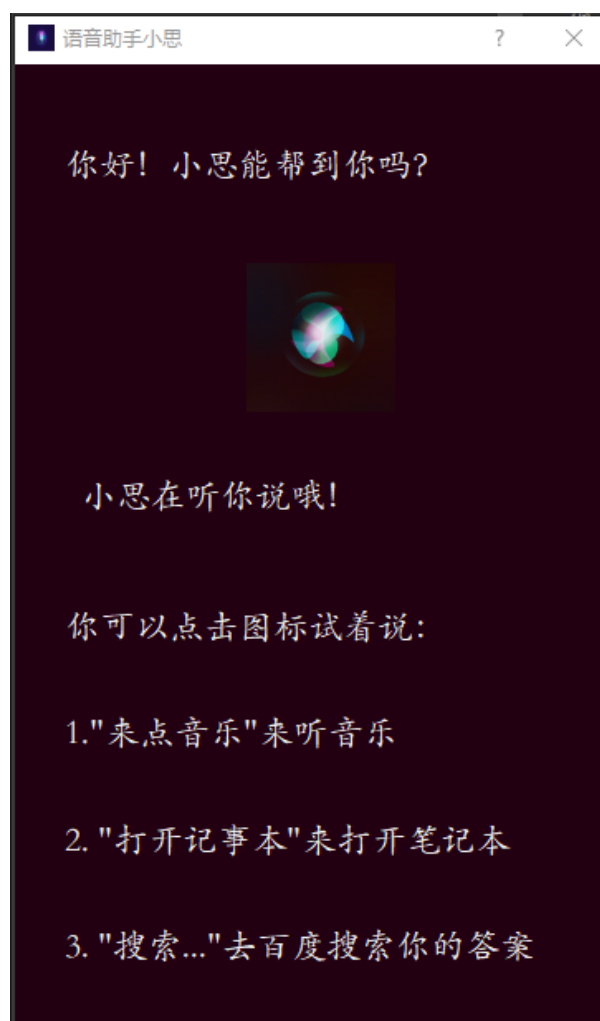 语音助手小思
你好！小思能帮到你吗?
小思在听你说哦!
你可以点击图标试着说:
1."来点音乐"来听音乐
2. "打开记事本"来打开笔记本
3. "搜索..."去百度搜索你的答案